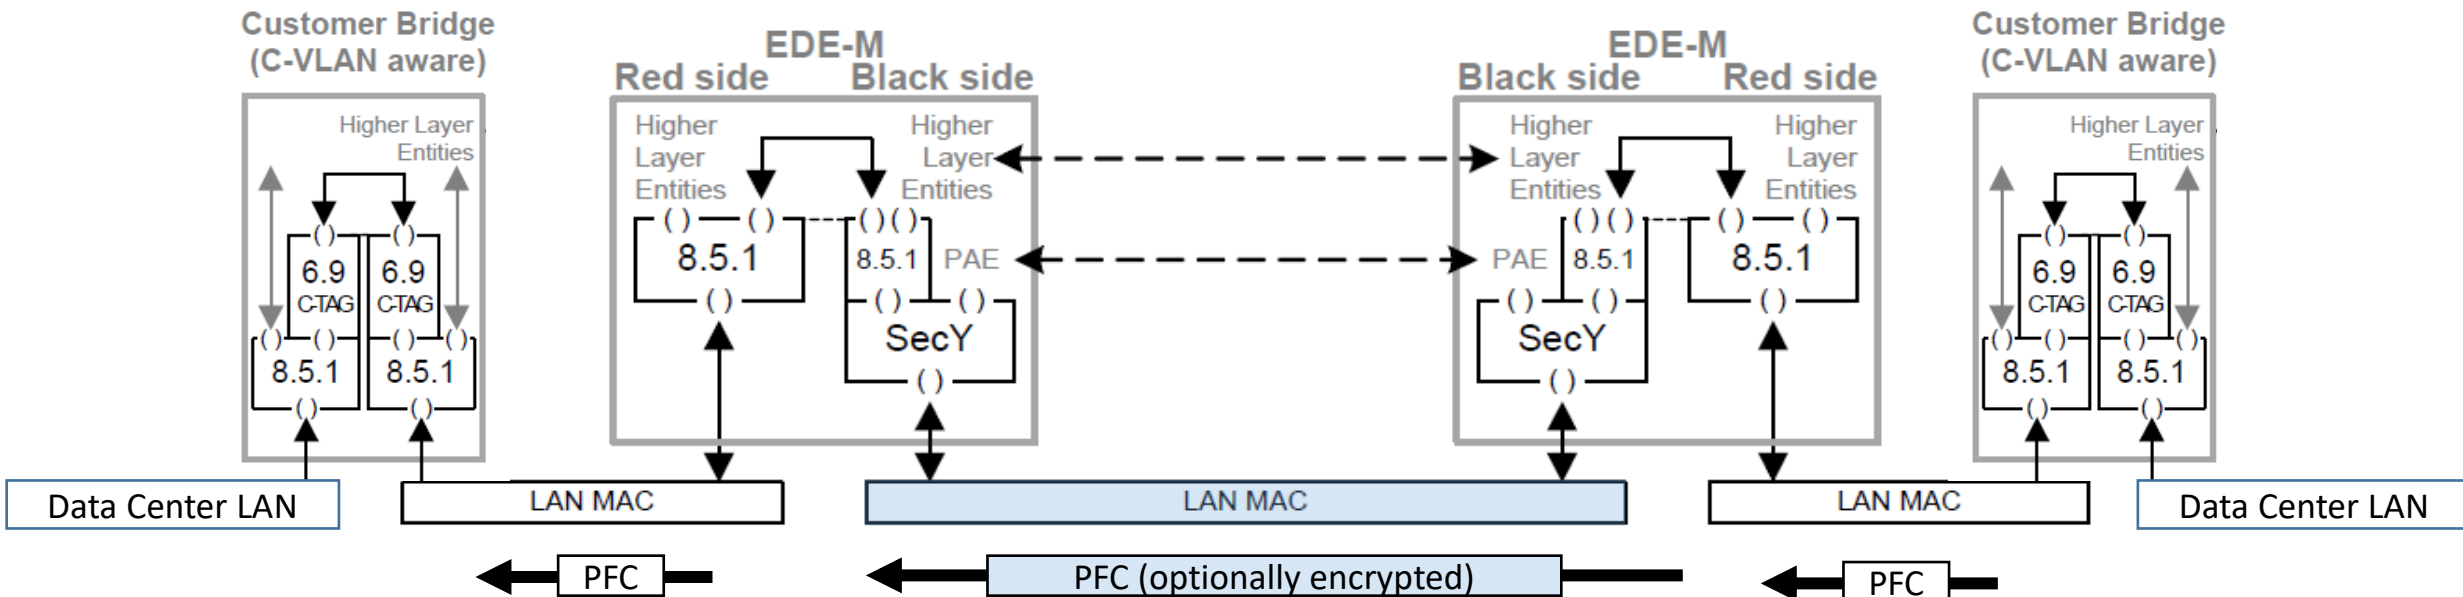 Customer Bridge
(C-VLAN aware)
Higher Layer
Entities
( ) ( )
6.9 6.9
C-TAG C-TAG
( ) ( ) ( ) ( )
8.5.1 8.5.1
( ) ( )
EDE-M
Red side Black side
Higher
Layer
Entities
Higher
Layer
Entities
( ) ( ) ( ) ( )
8.5.1 8.5.1 PAE
( ) ( ) ( )
SecY
( )
EDE-M
Black side Red side
Higher
Layer
Entities
Higher
Layer
Entities
( ) ( ) ( ) ( )
PAE 8.5.1 8.5.1
( ) ( ) ( )
SecY
( )
Customer Bridge
(C-VLAN aware)
Higher Layer
Entities
( ) ( )
6.9 6.9
C-TAG C-TAG
( ) ( ) ( ) ( )
8.5.1 8.5.1
( ) ( )
Data Center LAN
LAN MAC
LAN MAC
LAN MAC
Data Center LAN
PFC
PFC (optionally encrypted)
PFC